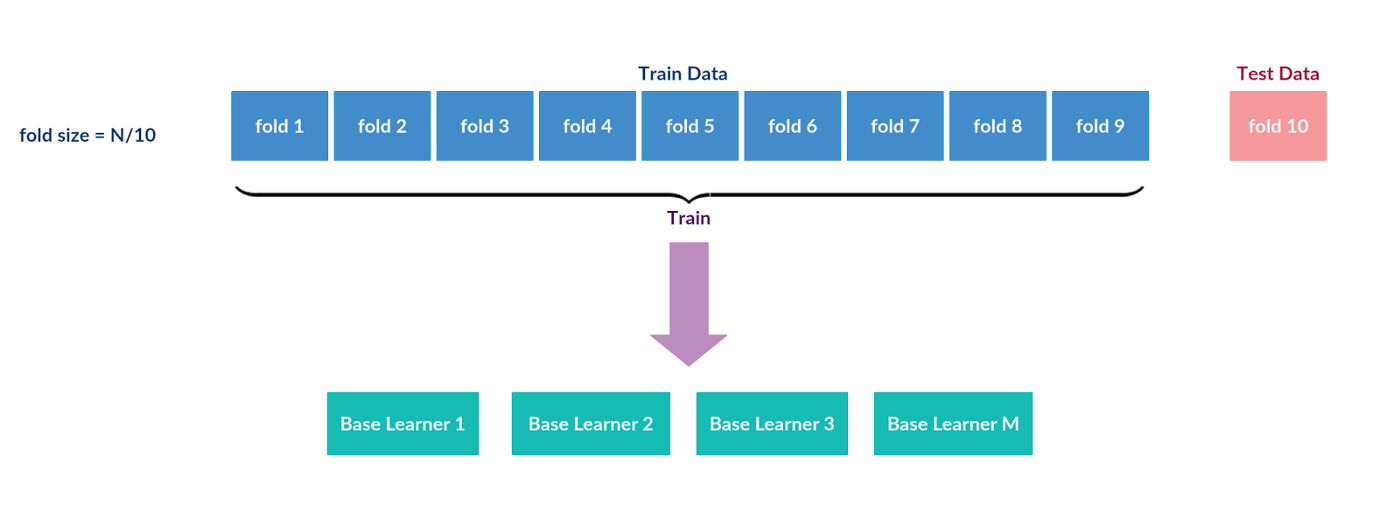 Train Data
Test Data
fold size = N/10
fold 1
fold 2
fold 3
fold 4
fold 5
fold 6
fold 7
fold 8
fold 9
fold 10
Train
Base Learner 1
Base Learner 2
Base Learner 3
Base Learner M